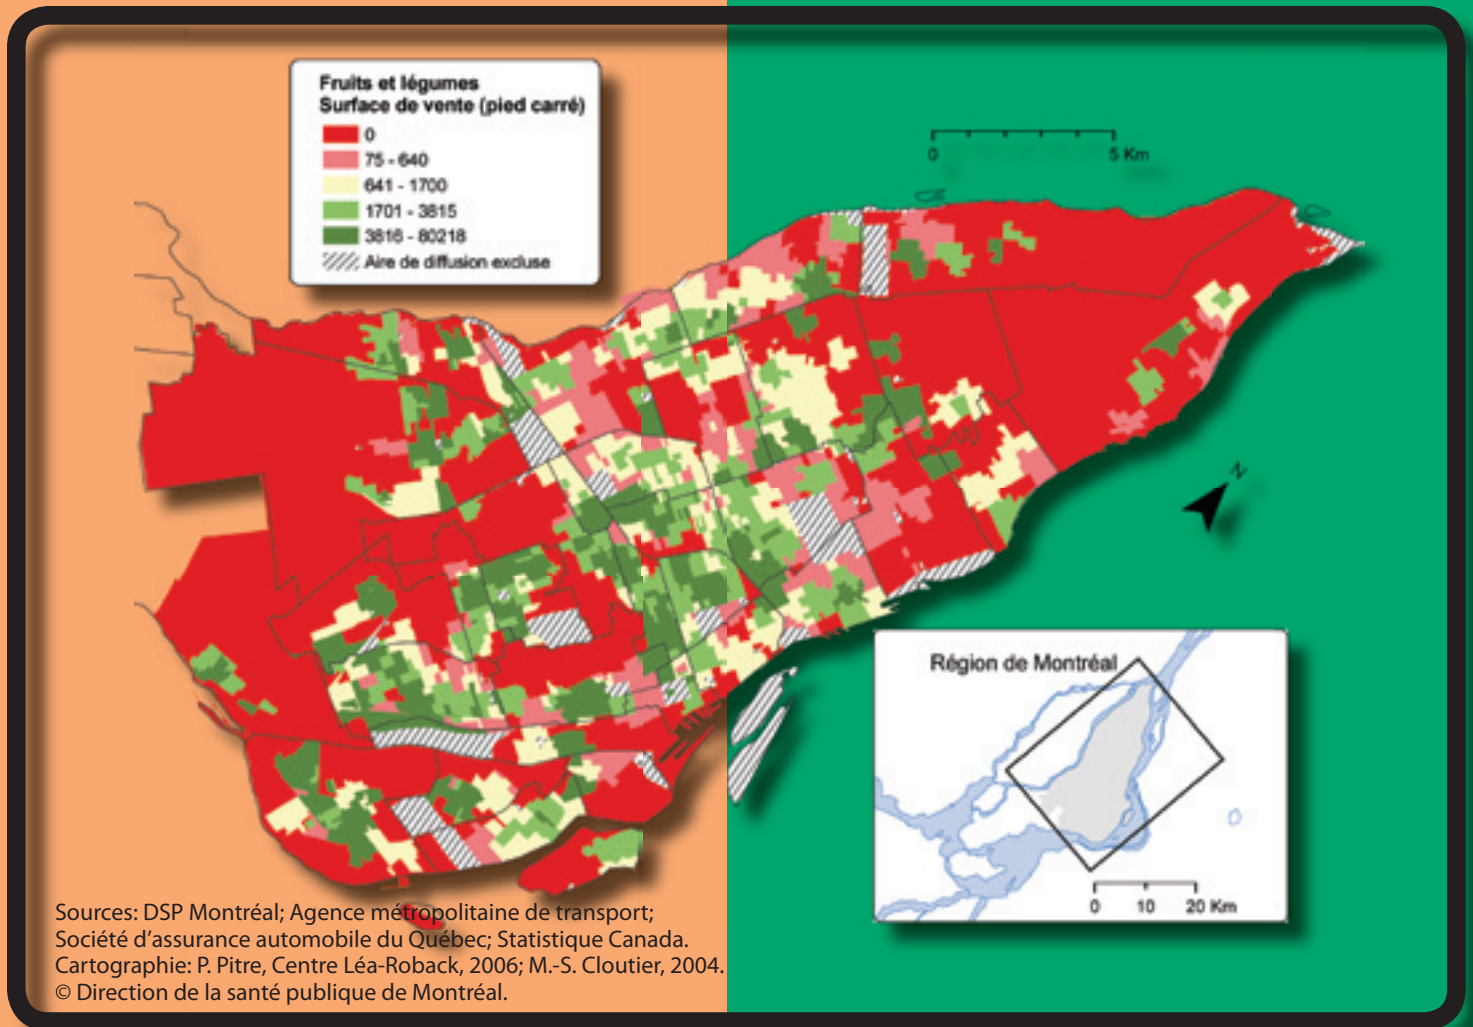 Fruits et légumes
Surface de vente (pied carré)
0
75 - 640
641 - 1700
1701 - 3815
3816 - 80218
Aire de diffusion excluse
0 5 Km
N
Région de Montréal
0 10 20 Km
Sources: DSP Montréal; Agence métropolitaine de transport;
Société d'assurance automobile du Québec; Statistique Canada.
Cartographie: P. Pitre, Centre Léa-Roback, 2006; M.-S. Cloutier, 2004.
© Direction de la santé publique de Montréal.